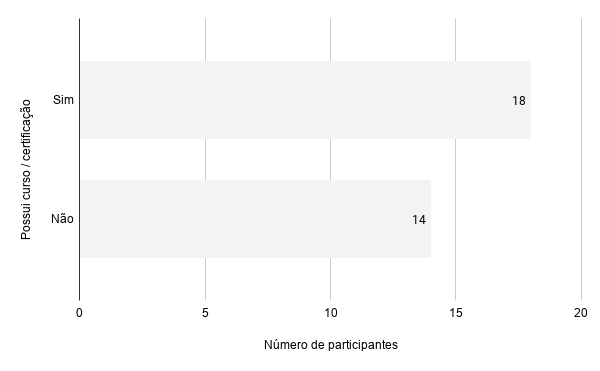 Possui curso / certificação
Sim
18
Não
14
0
5
10
15
20
Número de participantes